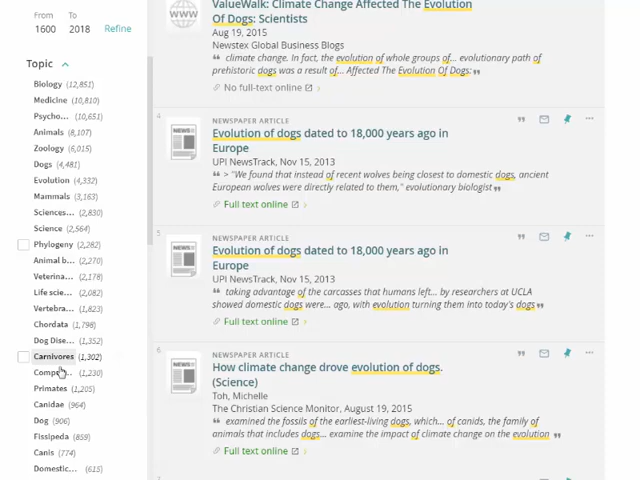 From To
1600 2018 Refine
Topic
Biology (12,851)
Medicine (10,810)
Psycho... (10,651)
Animals (8,107)
Zoology (6,015)
Dogs (4,481)
Evolution (4,332)
Mammals (3,163)
Sciences... (2,830)
Science (2,564)
Phylogeny (2,282)
Animal b... (2,270)
Veterina... (2,178)
Life scie... (2,082)
Vertebra... (1,823)
Chordata (1,798)
Dog Dise... (1,352)
Carnivores (1,302)
(1,230)
Primates (1,205)
Canidae (964)
Dog (906)
Fissipeda (859)
Canis (774)
Domestic... (615)
WWW
ValueWalk: Climate Change Affected The Evolution
Of Dogs: Scientists
Aug 19, 2015
Newstex Global Business Blogs
❝ climate change. In fact, the evolution of whole groups of... evolutionary path of
prehistoric dogs was a result of... Affected The Evolution Of Dogs: ❞
No full-text online
4
NEWSPAPER ARTICLE
NEWS
Evolution of dogs dated to 18,000 years ago in
Europe
UPI NewsTrack, Nov 15, 2013
❝ > "We found that instead of recent wolves being closest to domestic dogs, ancient
European wolves were directly related to them," evolutionary biologist ❞
Full text online
5
NEWSPAPER ARTICLE
NEWS
Evolution of dogs dated to 18,000 years ago in
Europe
UPI NewsTrack, Nov 15, 2013
❝ taking advantage of the carcasses that humans left... by researchers at UCLA
showed domestic dogs were... ago, with evolution turning them into today's dogs ❞
Full text online
6
NEWSPAPER ARTICLE
NEWS
How climate change drove evolution of dogs.
(Science)
Toh, Michelle
The Christian Science Monitor, August 19, 2015
❝ examined the fossils of the earliest-living dogs, which... of canids, the family of
animals that includes dogs... examine the impact of climate change on the evolution ❞
Full text online